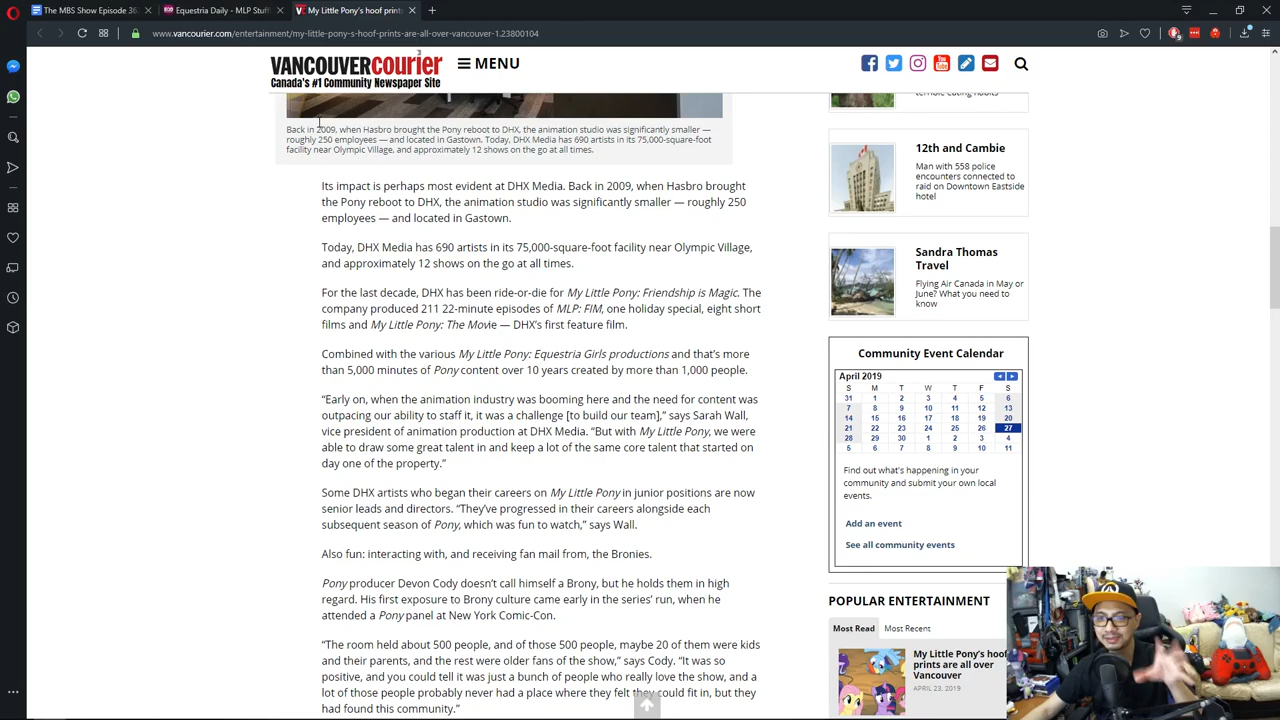 The MBS Show Episode 36
Equestria Daily - MLP Stuff
My Little Pony's hoof prints
www.vancourier.com/entertainment/my-little-pony-s-hoof-prints-are-all-over-vancouver-1.23800104
VANCOUVERcourier
Canada's #1 Community Newspaper Site
MENU
terrible eating habits
Back in 2009, when Hasbro brought the Pony reboot to DHX, the animation studio was significantly smaller —
roughly 250 employees — and located in Gastown. Today, DHX Media has 690 artists in its 75,000-square-foot
facility near Olympic Village, and approximately 12 shows on the go at all times.
Its impact is perhaps most evident at DHX Media. Back in 2009, when Hasbro brought
the Pony reboot to DHX, the animation studio was significantly smaller — roughly 250
employees — and located in Gastown.
Today, DHX Media has 690 artists in its 75,000-square-foot facility near Olympic Village,
and approximately 12 shows on the go at all times.
For the last decade, DHX has been ride-or-die for My Little Pony: Friendship is Magic. The
company produced 211 22-minute episodes of MLP: FIM, one holiday special, eight short
films and My Little Pony: The Movie — DHX's first feature film.
Combined with the various My Little Pony: Equestria Girls productions and that's more
than 5,000 minutes of Pony content over 10 years created by more than 1,000 people.
“Early on, when the animation industry was booming here and the need for content was
outpacing our ability to staff it, it was a challenge [to build our team],” says Sarah Wall,
vice president of animation production at DHX Media. “But with My Little Pony, we were
able to draw some great talent in and keep a lot of the same core talent that started on
day one of the property.”
Some DHX artists who began their careers on My Little Pony in junior positions are now
senior leads and directors. “They've progressed in their careers alongside each
subsequent season of Pony, which was fun to watch,” says Wall.
Also fun: interacting with, and receiving fan mail from, the Bronies.
Pony producer Devon Cody doesn't call himself a Brony, but he holds them in high
regard. His first exposure to Brony culture came early in the series' run, when he
attended a Pony panel at New York Comic-Con.
“The room held about 500 people, and of those 500 people, maybe 20 of them were kids
and their parents, and the rest were older fans of the show,” says Cody. “It was so
positive, and you could tell it was just a bunch of people who really love the show, and a
lot of those people probably never had a place where they felt they could fit in, but they
had found this community.”
12th and Cambie
Man with 558 police
encounters connected to
raid on Downtown Eastside
hotel
Sandra Thomas
Travel
Flying Air Canada in May or
June? What you need to
know
Community Event Calendar
April 2019
S M T W T F S
31 1 2 3 4 5 6
7 8 9 10 11 12 13
14 15 16 17 18 19 20
21 22 23 24 25 26 27
28 29 30 1 2 3 4
5 6 7 8 9 10 11
Find out what's happening in your
community and submit your own local
events.
Add an event
See all community events
POPULAR ENTERTAINMENT
Most Read Most Recent
My Little Pony's hoof
prints are all over
Vancouver
APRIL 23, 2019